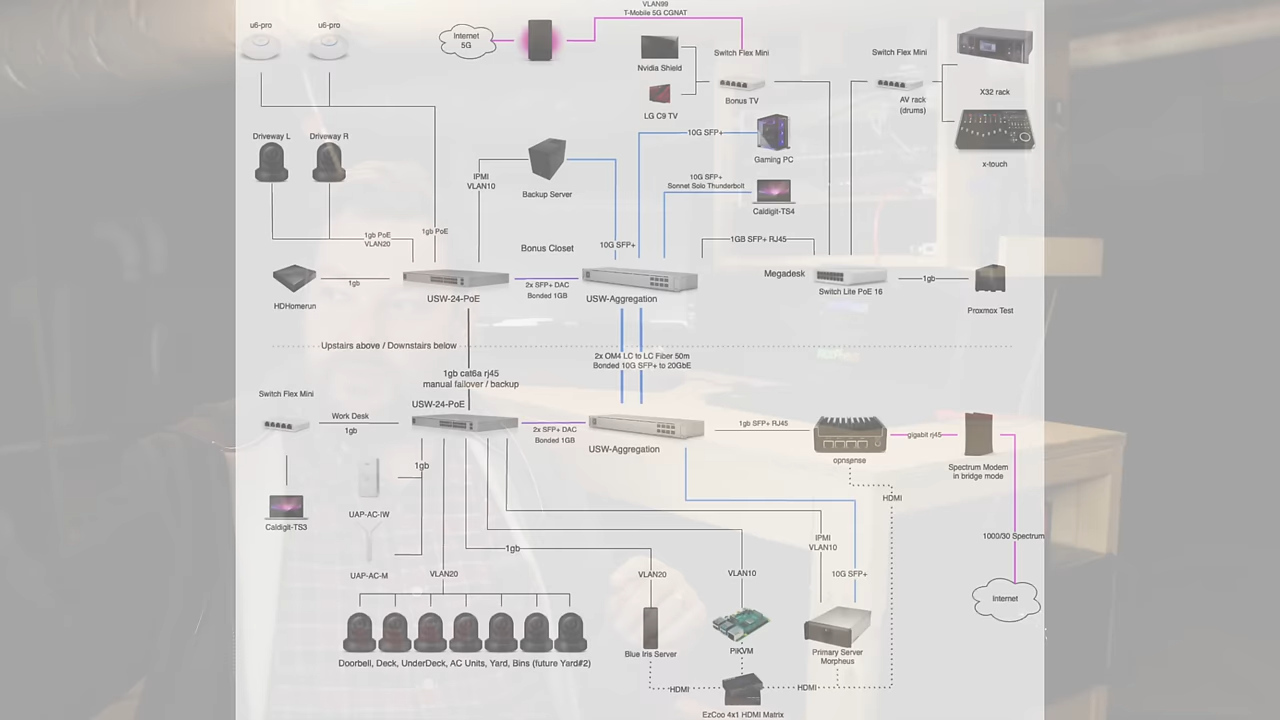 VLAN99
T-Mobile 5G CGNAT
u6-pro
u6-pro
Internet
5G
Switch Flex Mini
Switch Flex Mini
Nvidia Shield
X32 rack
Bonus TV
AV rack
(drums)
LG C9 TV
10G SFP+
Driveway L
Driveway R
Gaming PC
x-touch
IPMI
VLAN10
10G SFP+
Sonnet Solo Thunderbolt
Backup Server
Caldigit-TS4
1gb PoE
VLAN20
1gb PoE
Bonus Closet
10G SFP+
1GB SFP+ RJ45
Megadesk
HDHomerun
1gb
USW-24-PoE
2x SFP+ DAC
Bonded 1GB
USW-Aggregation
Switch Lite PoE 16
1gb
Proxmox Test
Upstairs above / Downstairs below
2x OM4 LC to LC Fiber 50m
Bonded 10G SFP+ to 20GbE
1gb cat6a rj45
manual failover / backup
Switch Flex Mini
USW-24-PoE
Work Desk
1gb
2x SFP+ DAC
Bonded 1GB
USW-Aggregation
1gb SFP+ RJ45
opnsense
gigabit rj45
Spectrum Modem
in bridge mode
1gb
HDMI
UAP-AC-IW
Caldigit-TS3
1000/30 Spectrum
IPMI
VLAN10
1gb
UAP-AC-M
VLAN20
VLAN20
VLAN10
10G SFP+
Internet
Doorbell, Deck, UnderDeck, AC Units, Yard, Bins (future Yard#2)
Blue Iris Server
PiKVM
Primary Server
Morpheus
HDMI
HDMI
EzCoo 4x1 HDMI Matrix